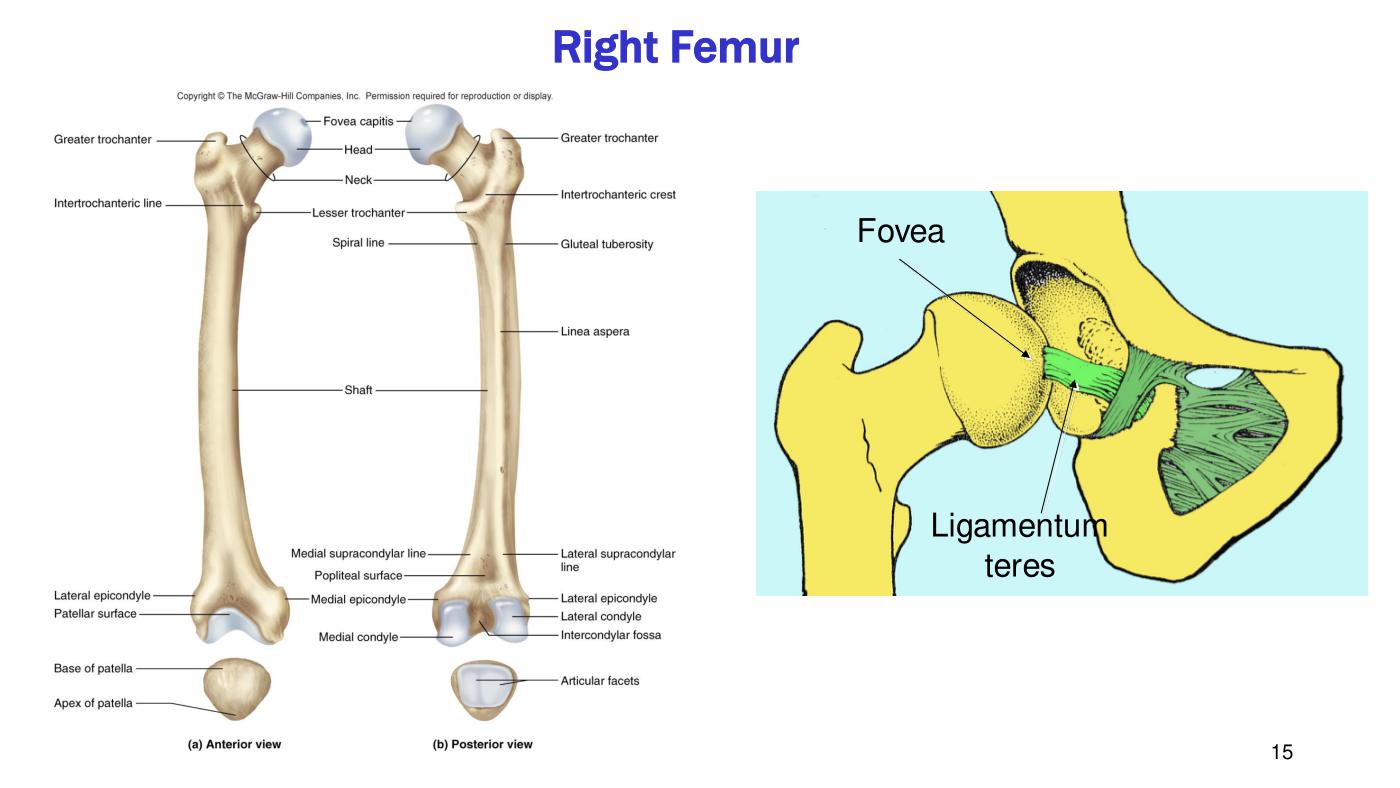 Right Femur
Copyright © The McGraw-Hill Companies, Inc. Permission required for reproduction or display.
Fovea capitis
Greater trochanter
Greater trochanter
Head
Neck
Intertrochanteric crest
Intertrochanteric line
Lesser trochanter
Spiral line
Gluteal tuberosity
Linea aspera
Shaft
Medial supracondylar line
Lateral supracondylar
line
Popliteal surface
Lateral epicondyle
Medial epicondyle
Lateral epicondyle
Patellar surface
Lateral condyle
Medial condyle
Intercondylar fossa
Base of patella
Articular facets
Apex of patella
(a) Anterior view
(b) Posterior view
Fovea
Ligamentum
teres
15